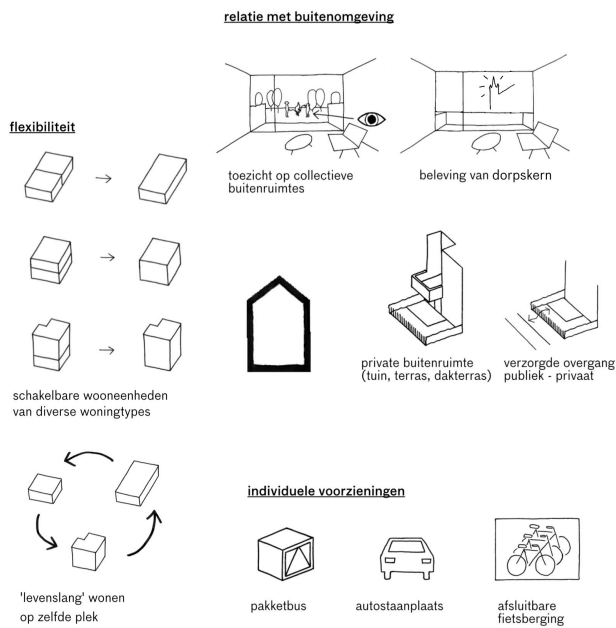 relatie met buitenomgeving
toezicht op collectieve
buitenruimtes
beleving van dorpskern
flexibiliteit
schakelbare wooneenheden
van diverse woningtypes
private buitenruimte
(tuin, terras, dakterras)
verzorgde overgang
publiek - privaat
'levenslang' wonen
op zelfde plek
individuele voorzieningen
pakketbus
autostaanplaats
afsluitbare
fietsberging